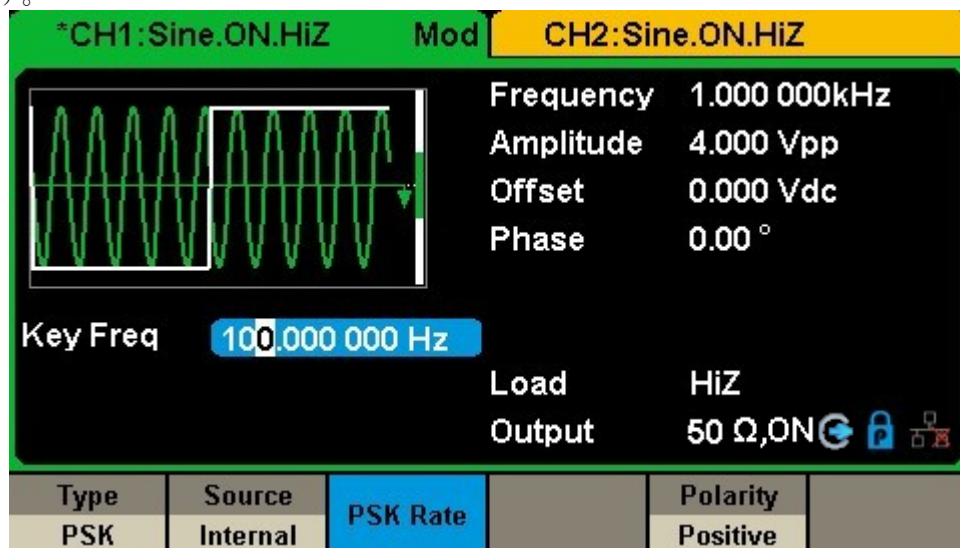 )。
*CH1:Sine.ON.HiZ Mod CH2:Sine.ON.HiZ
Frequency 1.000 000kHz
Amplitude 4.000 Vpp
Offset 0.000 Vdc
Phase 0.00 °
Key Freq 100.000 000 Hz
Load HiZ
Output 50 Ω,ON
P
Type Source PSK Rate Polarity
PSK Internal Positive